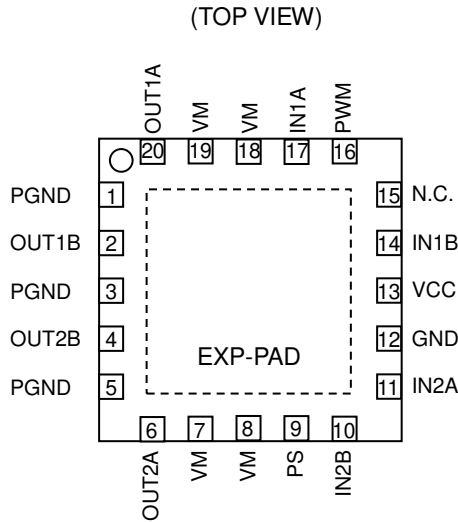 (TOP VIEW)
OUT1A
VM
VM
IN1A
PWM
20
19
18
17
16
PGND 1
15 N.C.
OUT1B 2
14 IN1B
PGND 3
13 VCC
OUT2B 4
12 GND
EXP-PAD
PGND 5
11 IN2A
6
7
8
9
10
OUT2A
VM
VM
PS
IN2B